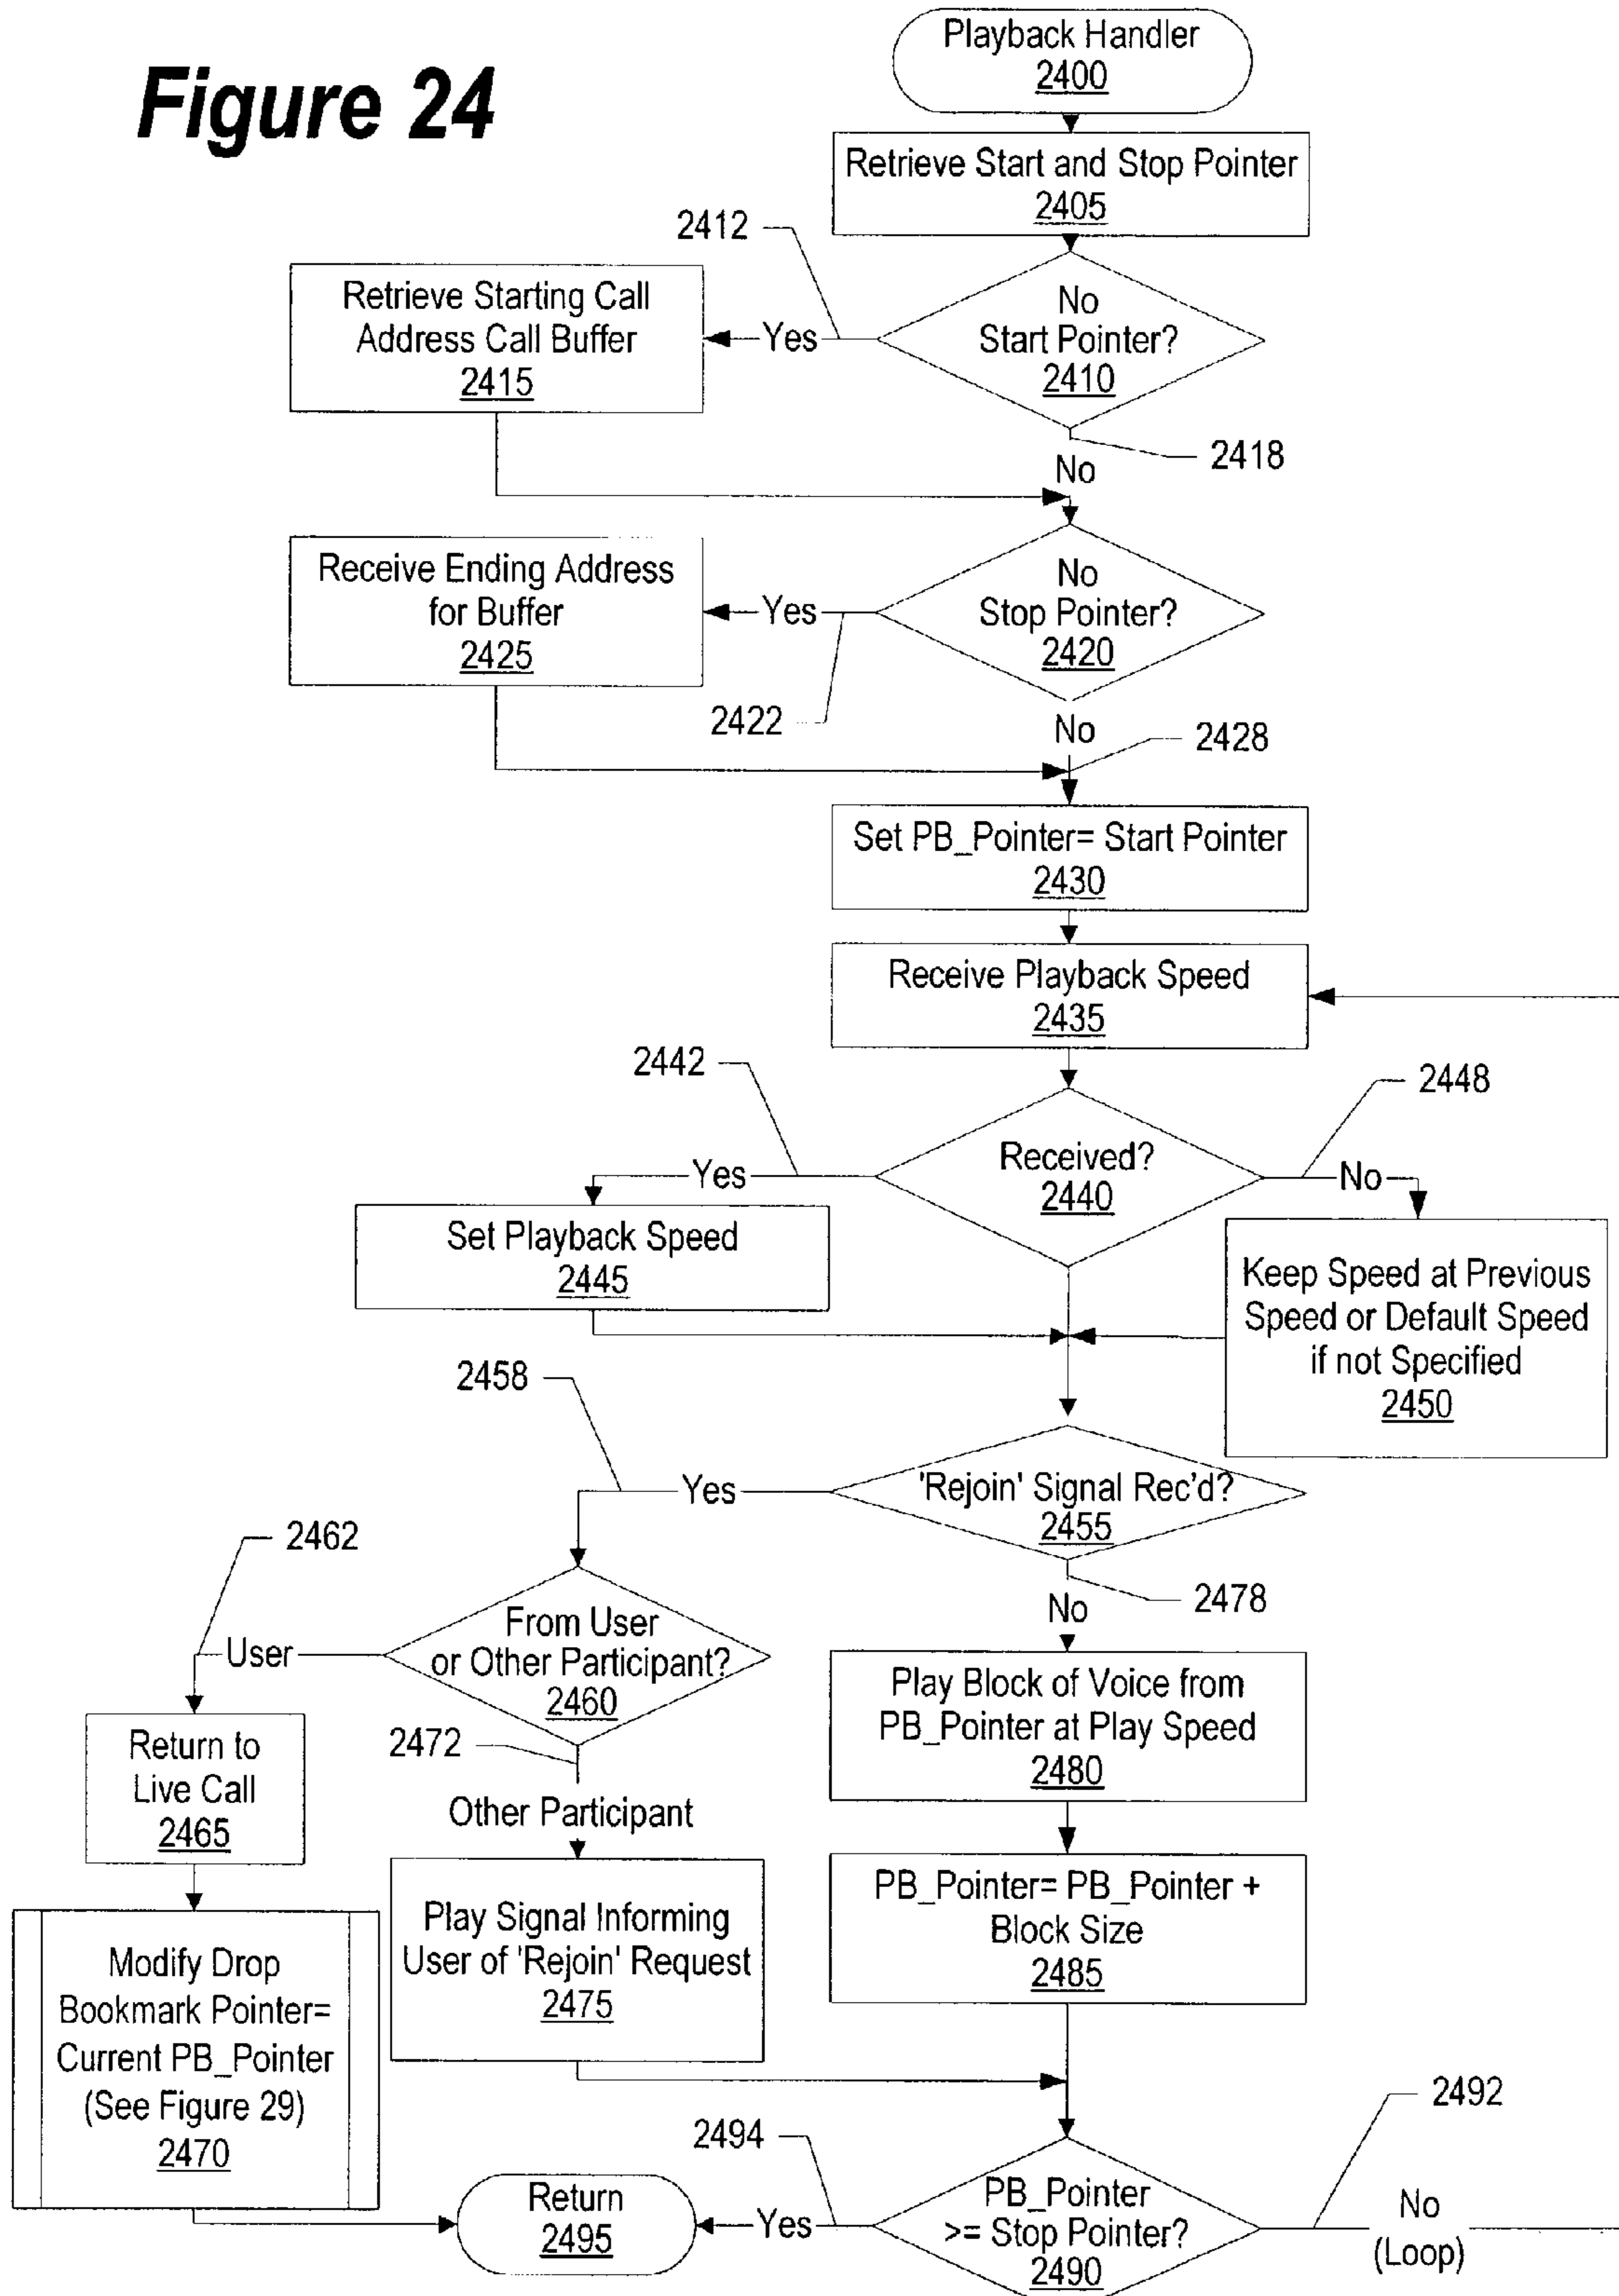 Figure 24
Playback Handler
2400
Retrieve Start and Stop Pointer
2405
2412
Retrieve Starting Call
Address Call Buffer
2415
Yes
No
Start Pointer?
2410
2418
No
Receive Ending Address
for Buffer
2425
Yes
No
Stop Pointer?
2420
2422
No
2428
Set PB_Pointer= Start Pointer
2430
Receive Playback Speed
2435
2442
2448
Received?
2440
Yes
No
Set Playback Speed
2445
Keep Speed at Previous
Speed or Default Speed
if not Specified
2450
2458
Yes
'Rejoin' Signal Rec'd?
2455
2462
2478
No
From User
or Other Participant?
2460
User
2472
Other Participant
Return to
Live Call
2465
Play Block of Voice from
PB_Pointer at Play Speed
2480
Modify Drop
Bookmark Pointer=
Current PB_Pointer
(See Figure 29)
2470
Play Signal Informing
User of 'Rejoin' Request
2475
PB_Pointer= PB_Pointer +
Block Size
2485
2494
2492
Return
2495
Yes
PB_Pointer
>= Stop Pointer?
2490
No
(Loop)